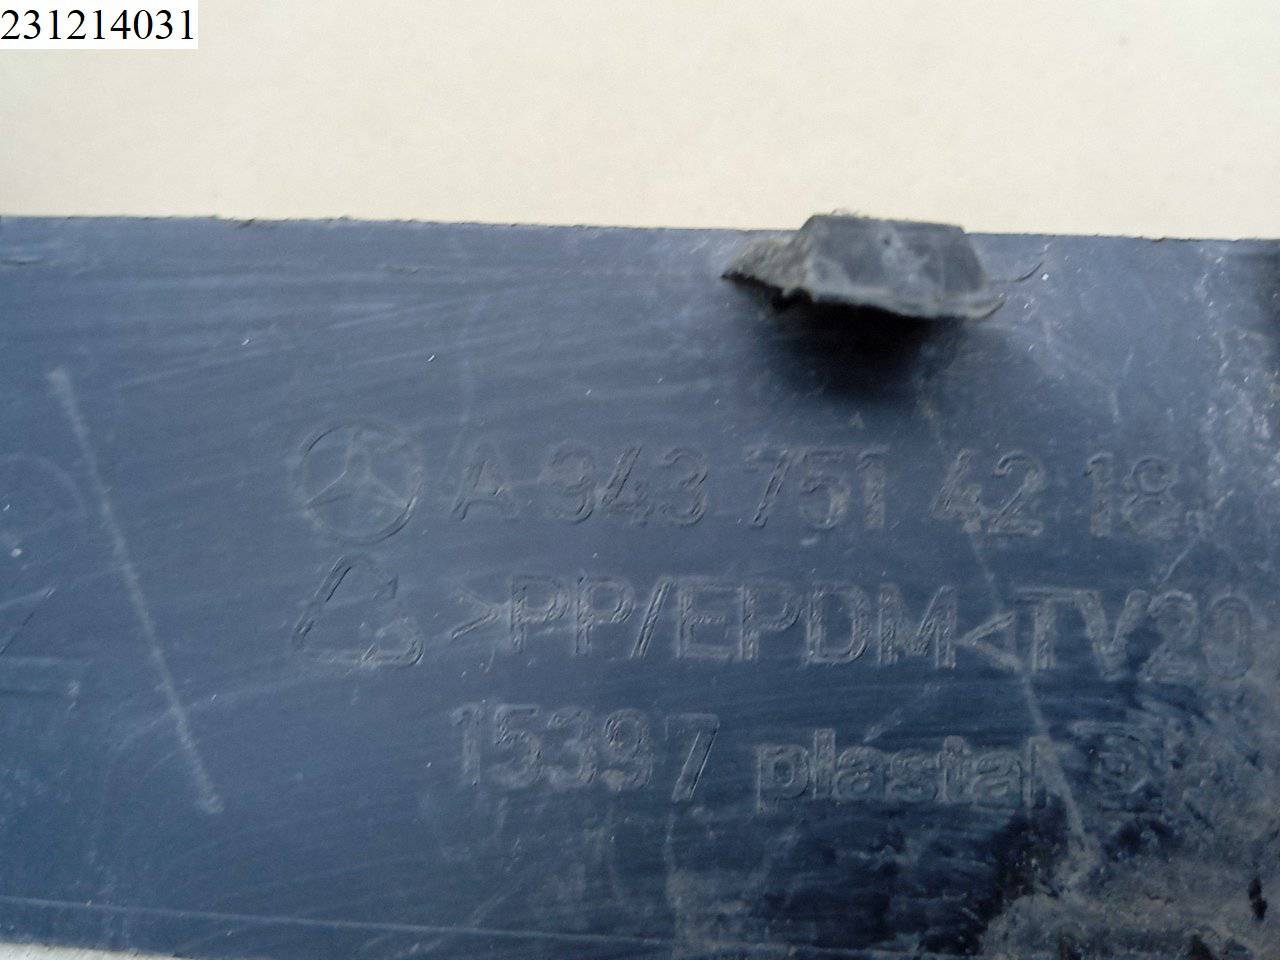 231214031
A 943 751 42 18
>PP/EPDM<TV20
15397 plastal